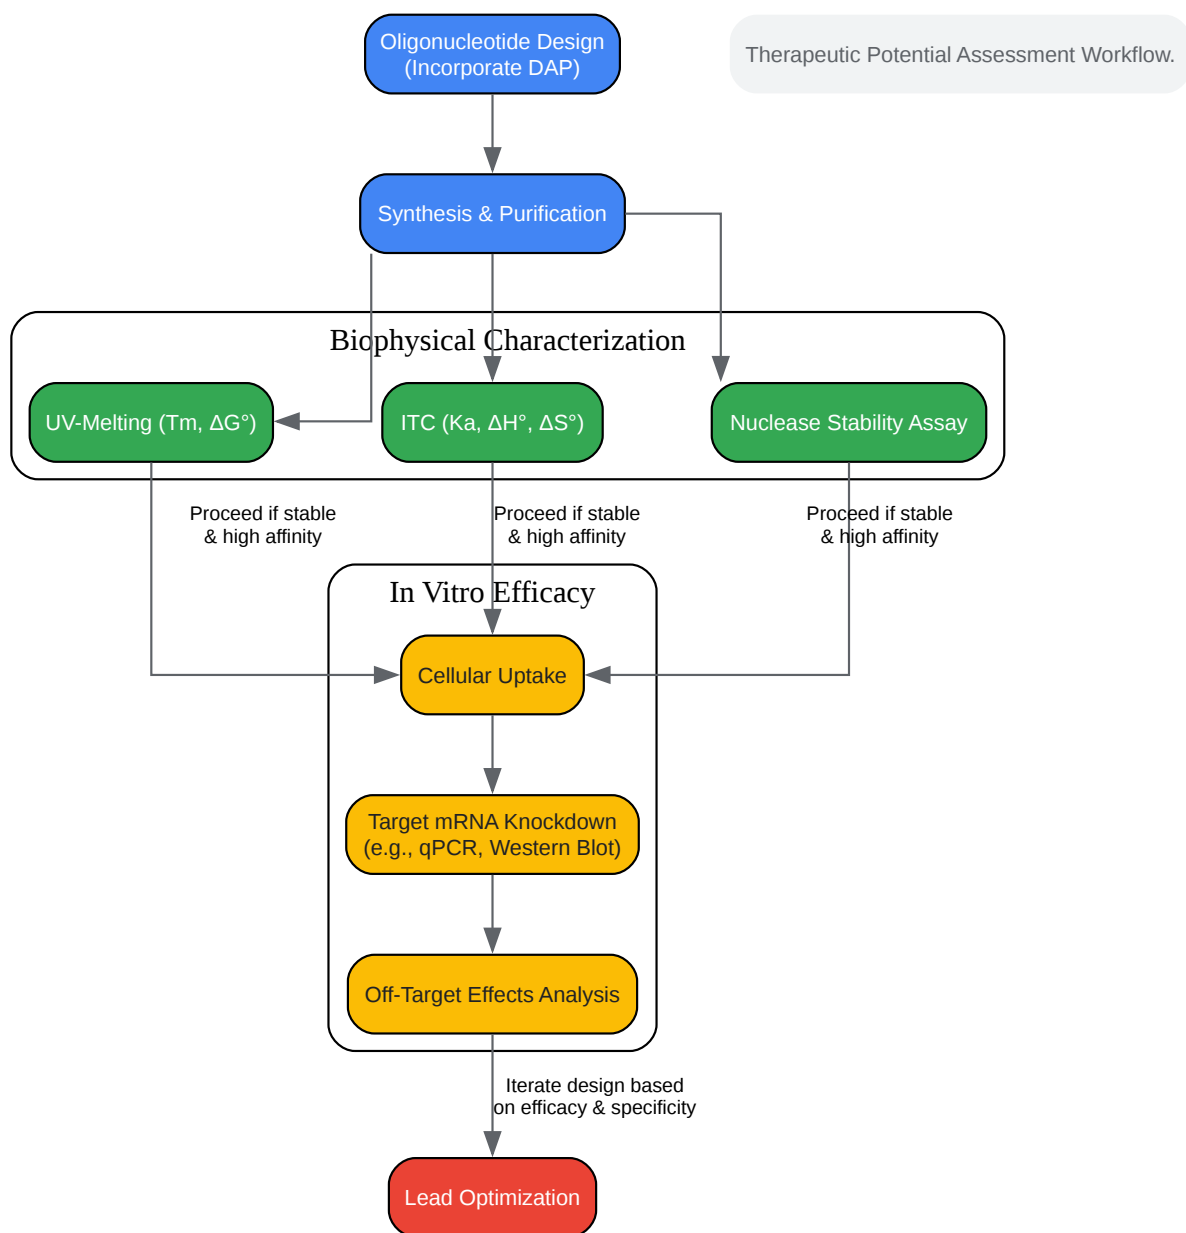 Oligonucleotide Design
(Incorporate DAP)
Therapeutic Potential Assessment Workflow.
Synthesis & Purification
Biophysical Characterization
UV-Melting (Tm, ΔG°)
ITC (Ka, ΔH°, ΔS°)
Nuclease Stability Assay
Proceed if stable
& high affinity
Proceed if stable
& high affinity
Proceed if stable
& high affinity
In Vitro Efficacy
Cellular Uptake
Target mRNA Knockdown
(e.g., qPCR, Western Blot)
Off-Target Effects Analysis
Iterate design based
on efficacy & specificity
Lead Optimization